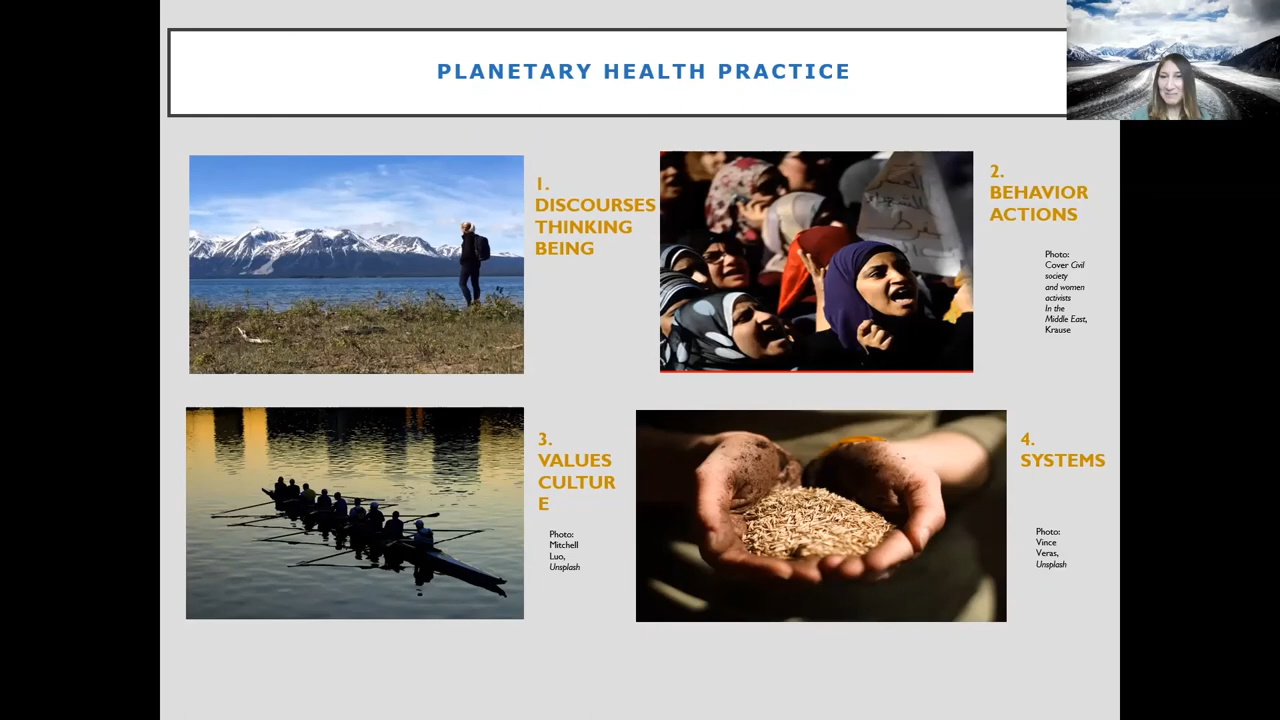 PLANETARY HEALTH PRACTICE
1.
DISCOURSES
THINKING
BEING
2.
BEHAVIOR
ACTIONS
Photo:
Cover Civil
society
and women
activists
In the
Middle East,
Krause
3.
VALUES
CULTUR
E
Photo:
Mitchell
Luo,
Unsplash
4.
SYSTEMS
Photo:
Vince
Veras,
Unsplash